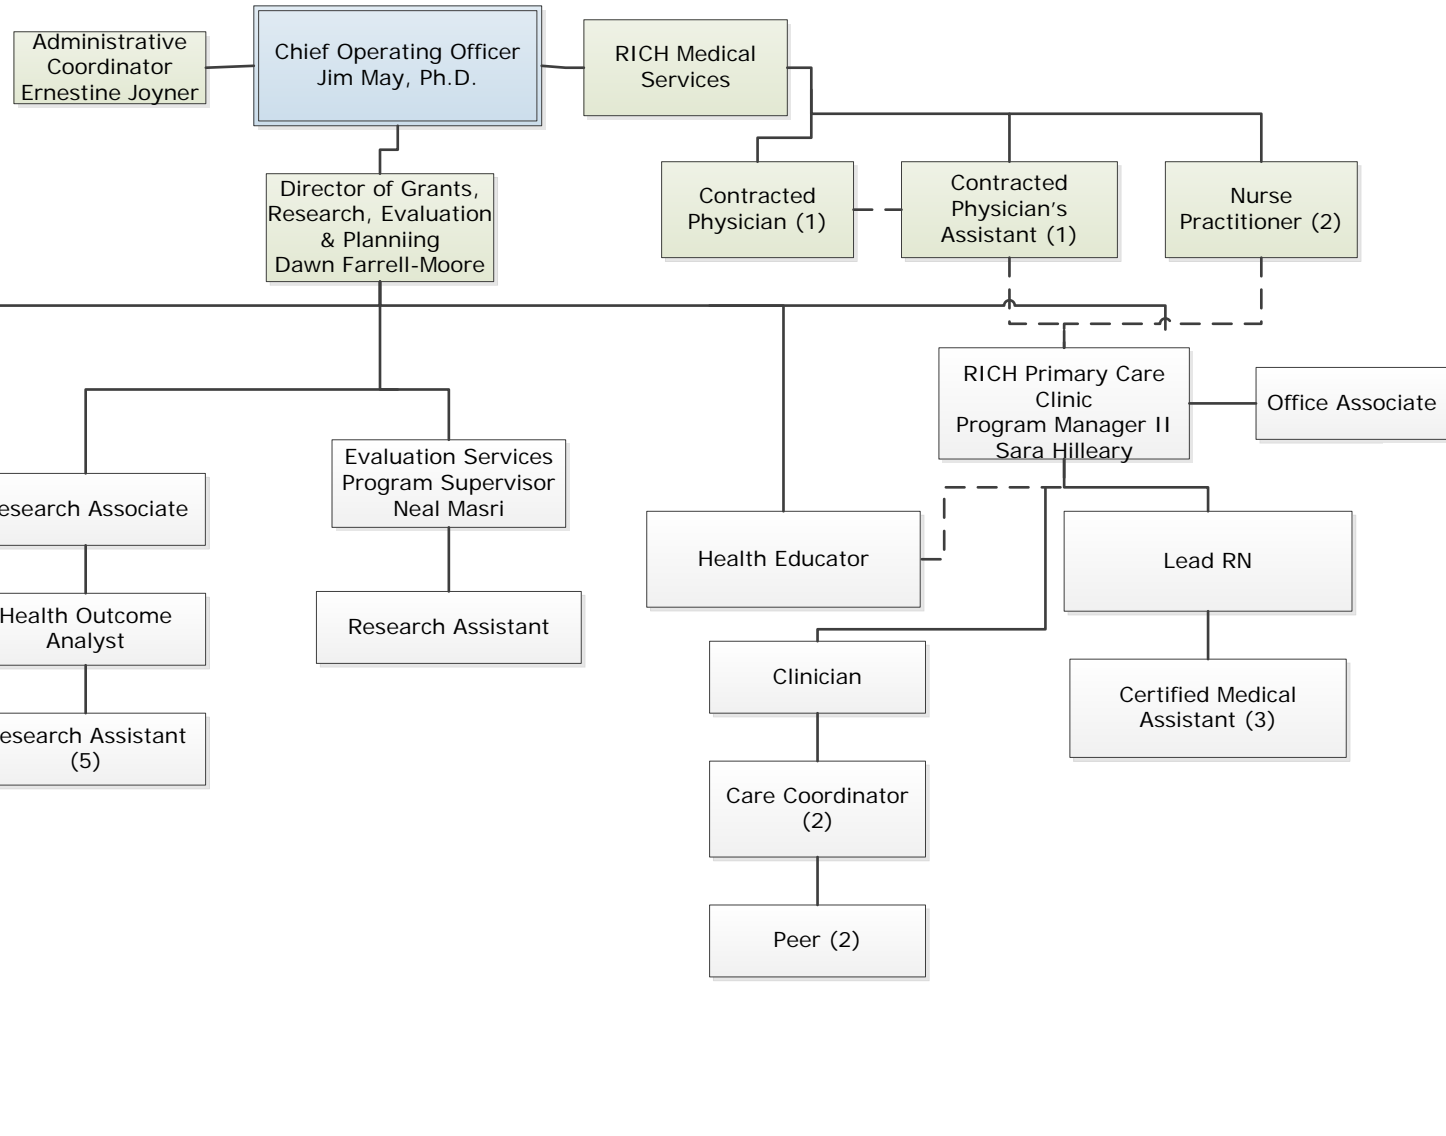 Administrative
Coordinator
Ernestine Joyner
Chief Operating Officer
Jim May, Ph.D.
RICH Medical
Services
Director of Grants,
Research, Evaluation
& Planniing
Dawn Farrell-Moore
Contracted
Physician (1)
Contracted
Physician's
Assistant (1)
Nurse
Practitioner (2)
RICH Primary Care
Clinic
Program Manager II
Sara Hilleary
Office Associate
esearch Associate
Evaluation Services
Program Supervisor
Neal Masri
Health Educator
Lead RN
Health Outcome
Analyst
Research Assistant
Clinician
Certified Medical
Assistant (3)
esearch Assistant
(5)
Care Coordinator
(2)
Peer (2)